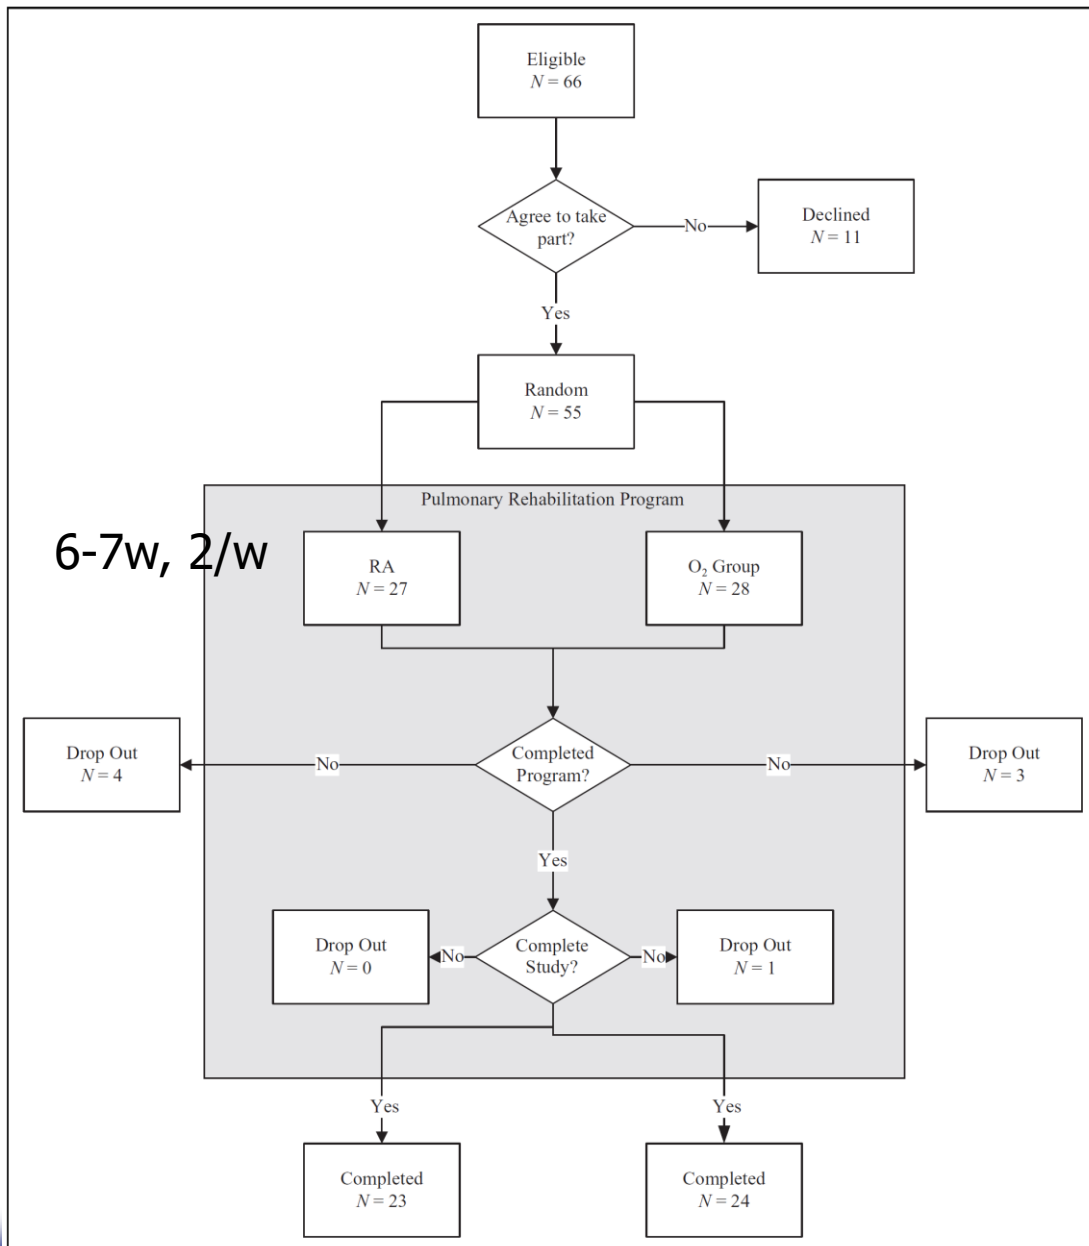 Eligible
N = 66
Agree to take
part?
No
Declined
N = 11
Yes
Random
N = 55
Pulmonary Rehabilitation Program
6-7w, 2/w
RA
N = 27
O₂ Group
N = 28
Drop Out
N = 4
No
Completed
Program?
No
Drop Out
N = 3
Yes
Drop Out
N = 0
No
Complete
Study?
No
Drop Out
N = 1
Yes
Yes
Completed
N = 23
Completed
N = 24